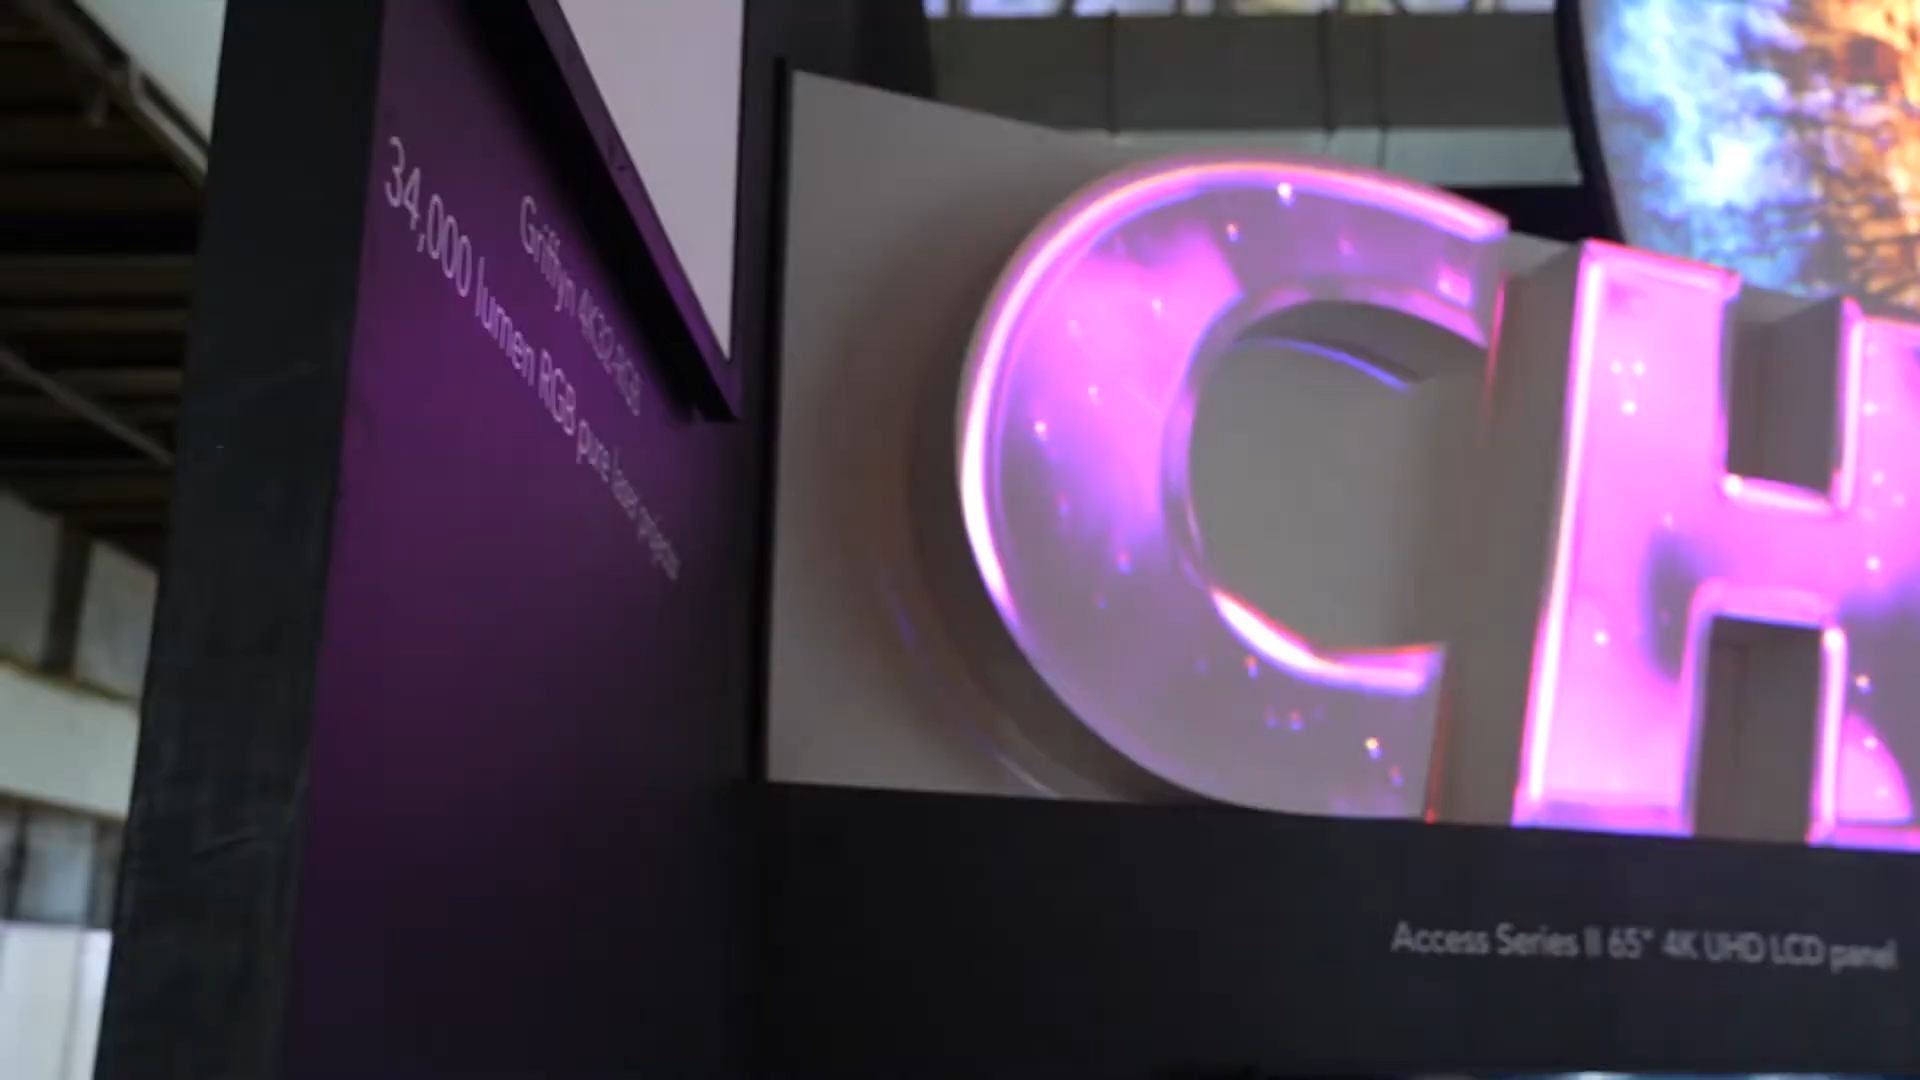 Griffyn 4K32-RGB
34,000 lumen RGB pure laser projector
CH
Access Series II 65" 4K UHD LCD panel